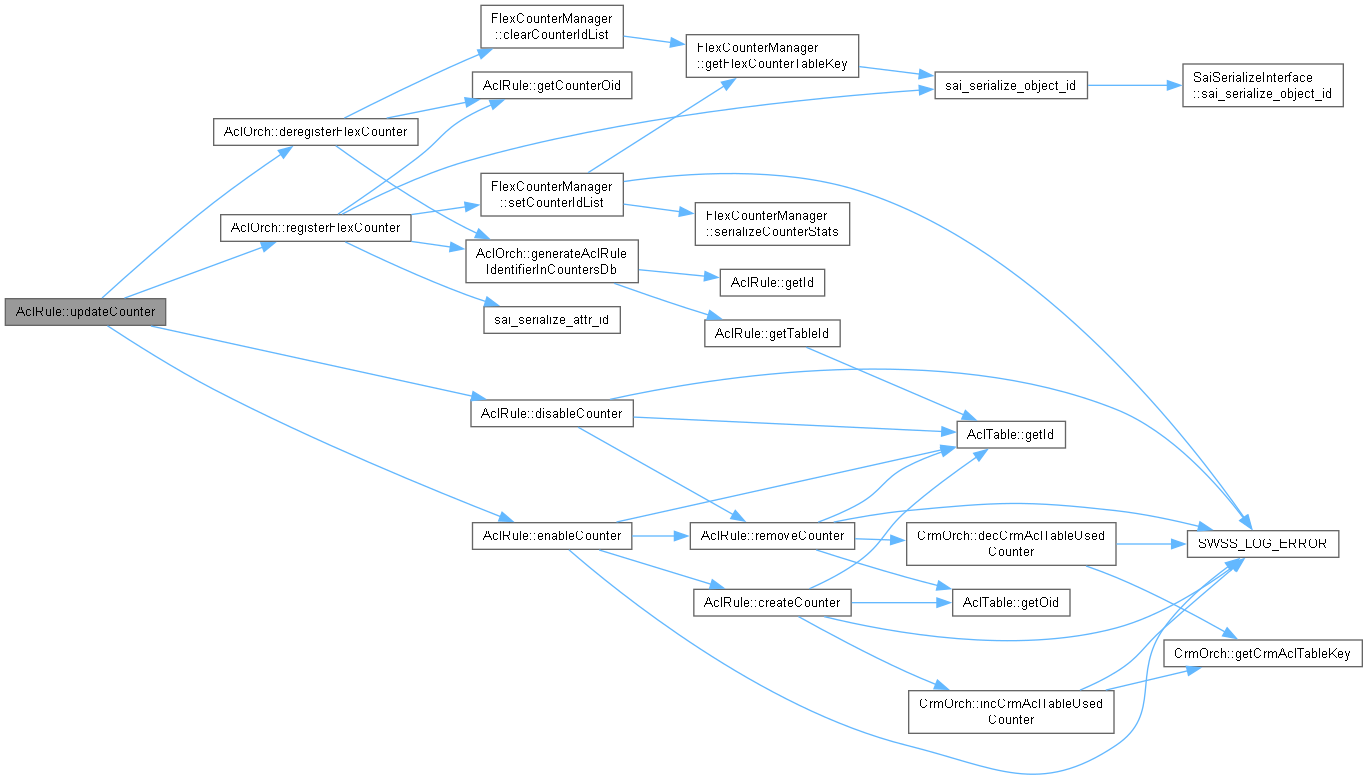 FlexCounterManager
::clearCounterIdList
FlexCounterManager
::getFlexCounterTableKey
AclRule::getCounterOid
sai_serialize_object_id
SaiSerializeInterface
::sai_serialize_object_id
AclOrch::deregisterFlexCounter
FlexCounterManager
::setCounterIdList
FlexCounterManager
::serializeCounterStats
AclOrch::registerFlexCounter
AclOrch::generateAclRule
IdentifierInCountersDb
AclRule::getId
AclRule::updateCounter
sai_serialize_attr_id
AclRule::getTableId
AclRule::disableCounter
AclTable::getId
AclRule::enableCounter
AclRule::removeCounter
CrmOrch::decCrmAclTableUsed
Counter
SWSS_LOG_ERROR
AclRule::createCounter
AclTable::getOid
CrmOrch::getCrmAclTableKey
CrmOrch::incCrmAclTableUsed
Counter